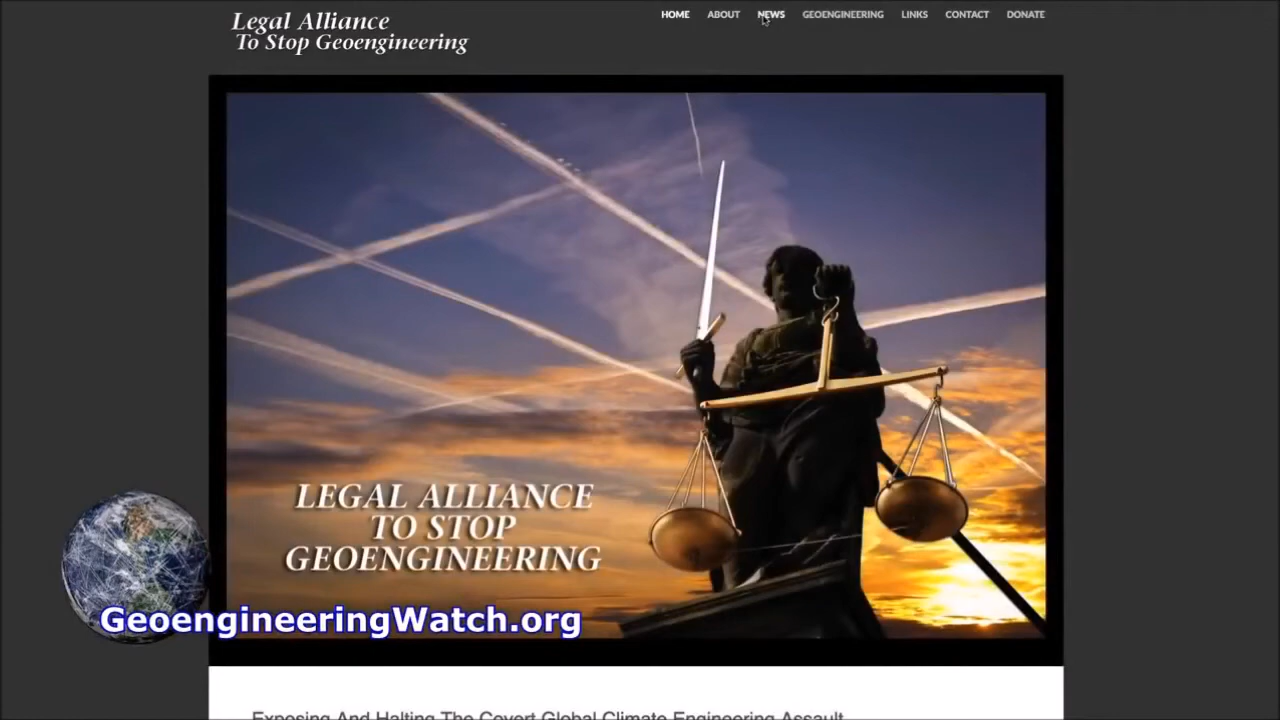 Legal Alliance
To Stop Geoengineering
HOME ABOUT NEWS GEOENGINEERING LINKS CONTACT DONATE
LEGAL ALLIANCE
TO STOP
GEOENGINEERING
GeoengineeringWatch.org
Exposing And Halting The Covert Global Climate Engineering Assault